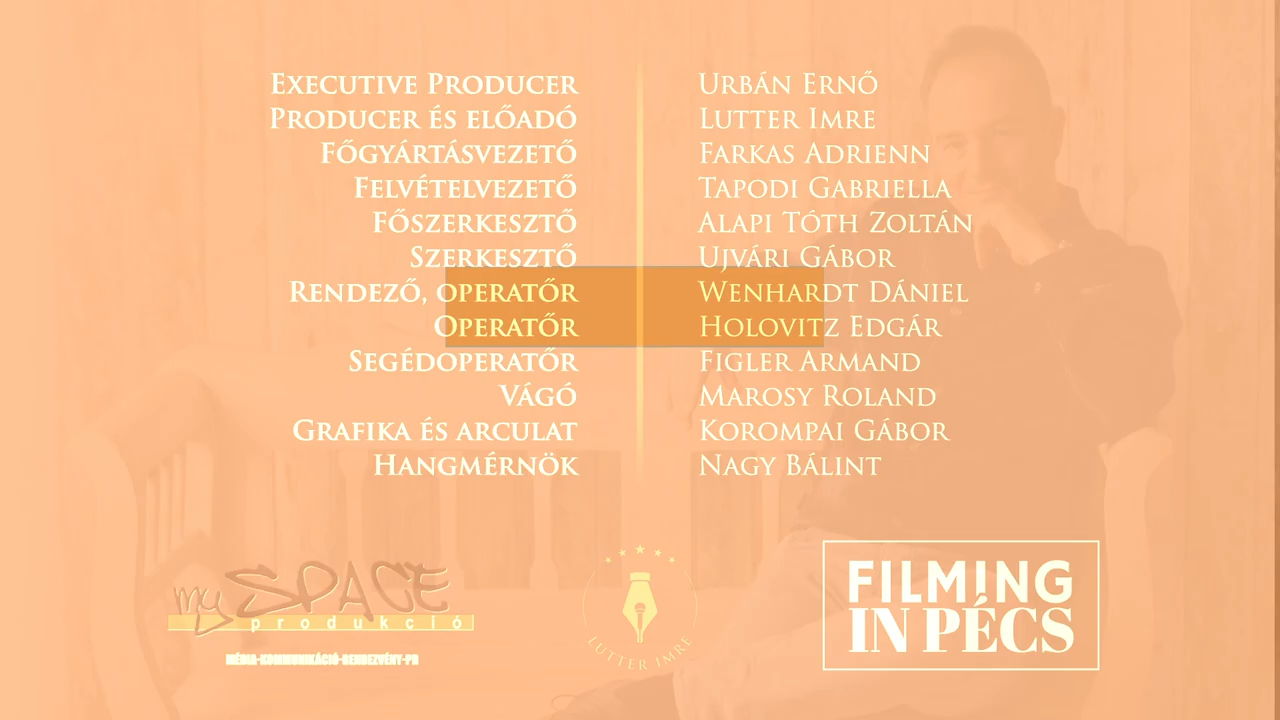 EXECUTIVE PRODUCER URBÁN ERNŐ
PRODUCER ÉS ELŐADÓ LUTTER IMRE
FŐGYÁRTÁSVEZETŐ FARKAS ADRIENN
FELVÉTELVEZETŐ TAPODI GABRIELLA
FŐSZERKESZTŐ ALAPI TÓTH ZOLTÁN
SZERKESZTŐ UJVÁRI GÁBOR
RENDEZŐ, OPERATŐR WENHARDT DÁNIEL
OPERATŐR HOLOVITZ EDGÁR
SEGÉDOPERATŐR FIGLER ARMAND
VÁGÓ MAROSY ROLAND
GRAFIKA ÉS ARCULAT KOROMPAI GÁBOR
HANGMÉRNÖK NAGY BÁLINT
my SPACE
produkció
MÉDIA-KOMMUNIKÁCIÓ-RENDEZVÉNY-PR
LUTTER IMRE
FILMING
IN PÉCS